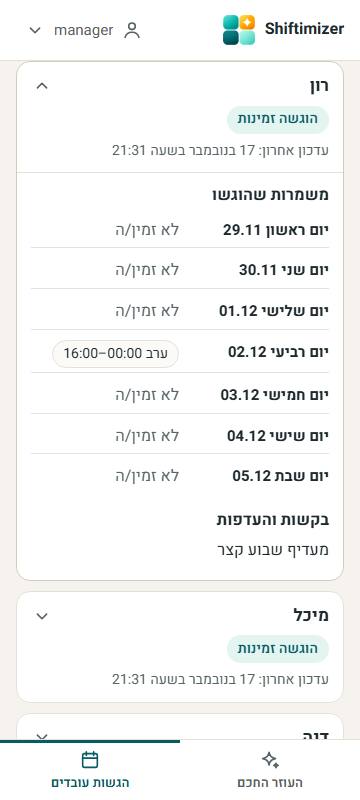 Shiftimizer
manager
רון
הוגשה זמינות
עדכון אחרון: 17 בנובמבר בשעה 21:31
משמרות שהוגשו
יום ראשון 29.11 לא זמין/ה
יום שני 30.11 לא זמין/ה
יום שלישי 01.12 לא זמין/ה
יום רביעי 02.12 ערב 16:00–00:00
יום חמישי 03.12 לא זמין/ה
יום שישי 04.12 לא זמין/ה
יום שבת 05.12 לא זמין/ה
בקשות והעדפות
מעדיף שבוע קצר
מיכל
הוגשה זמינות
עדכון אחרון: 17 בנובמבר בשעה 21:31
העוזר החכם
הגשות עובדים